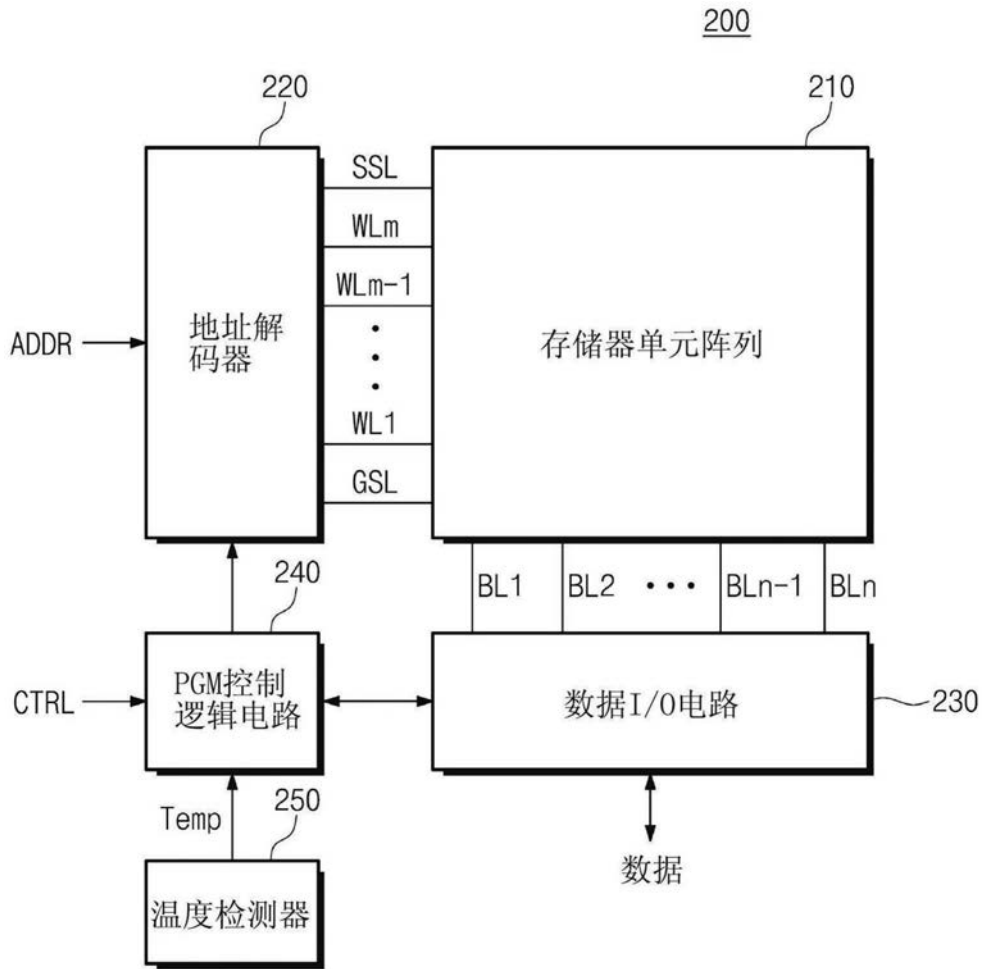 200
220
210
SSL
WLm
WLm-1
地址解
码器
ADDR
存储器单元阵列
WL1
GSL
240
BL1
BL2
BLn-1
BLn
PGM控制
逻辑电路
CTRL
数据I/O电路
230
Temp
250
数据
温度检测器